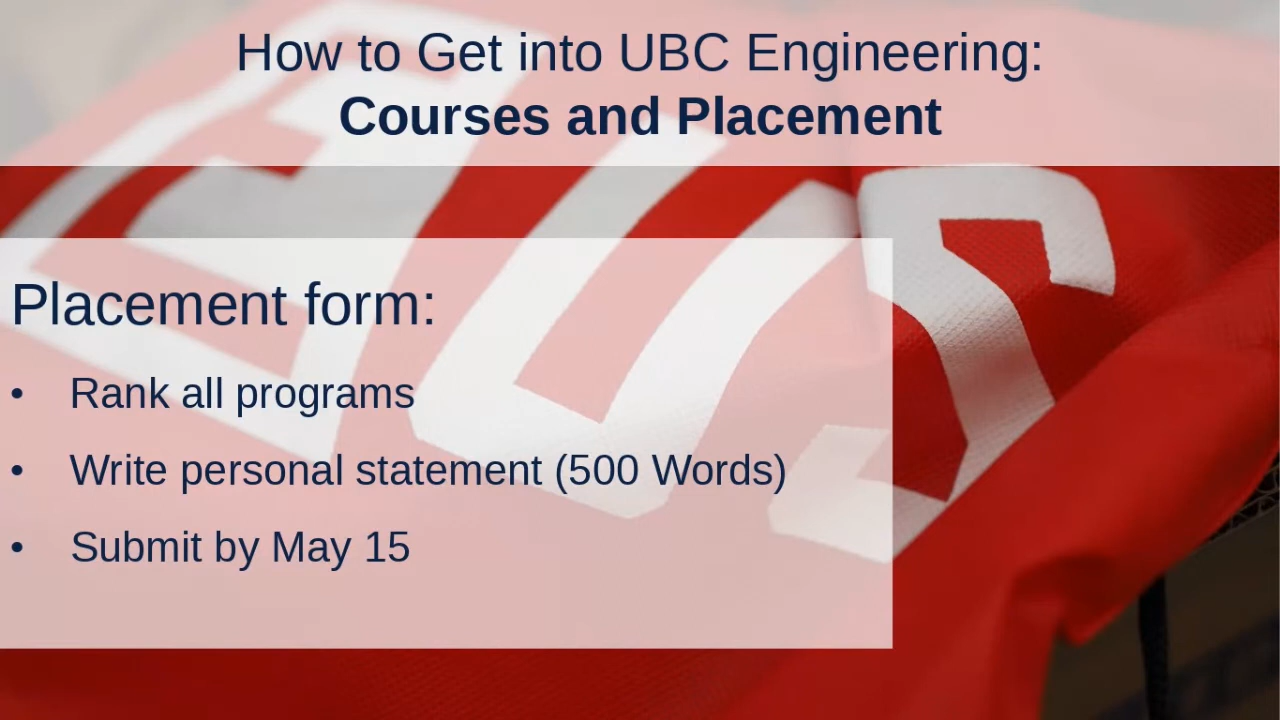 How to Get into UBC Engineering:
Courses and Placement
EUS
Placement form:
• Rank all programs
• Write personal statement (500 Words)
• Submit by May 15